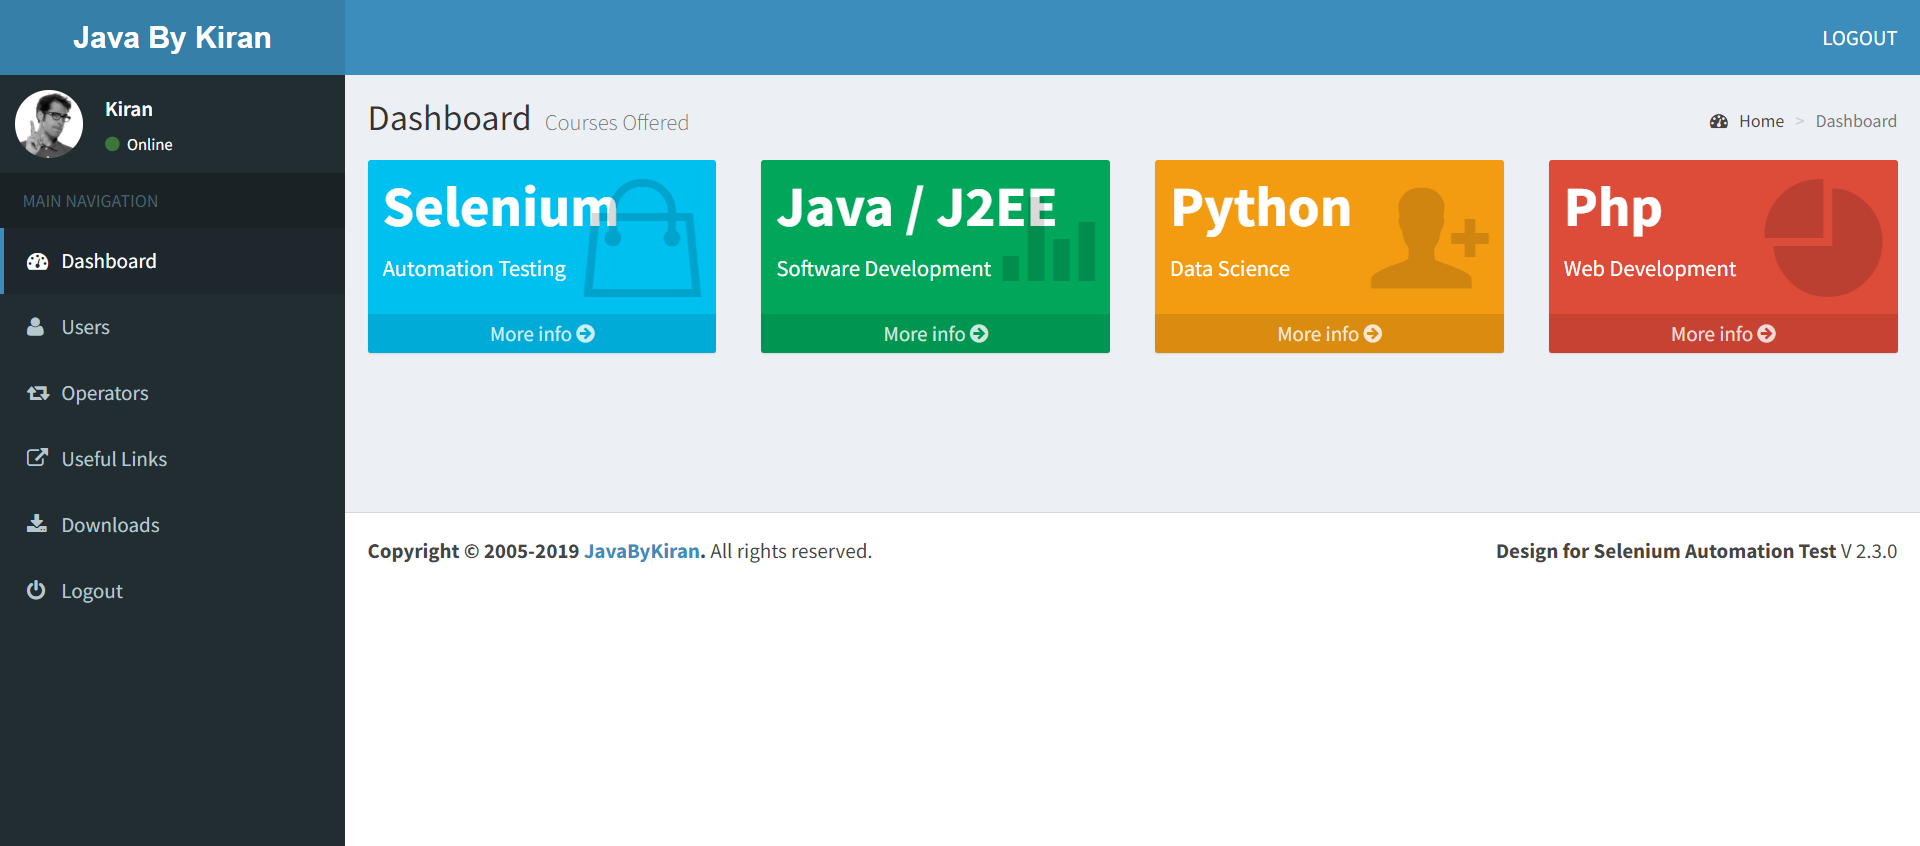 Java By Kiran
LOGOUT
Kiran
Online
MAIN NAVIGATION
Dashboard
Users
Operators
Useful Links
Downloads
Logout
Dashboard Courses Offered
Home > Dashboard
Selenium
Automation Testing
More info
Java / J2EE
Software Development
More info
Python
Data Science
More info
Php
Web Development
More info
Copyright © 2005-2019 JavaByKiran. All rights reserved.
Design for Selenium Automation Test V 2.3.0